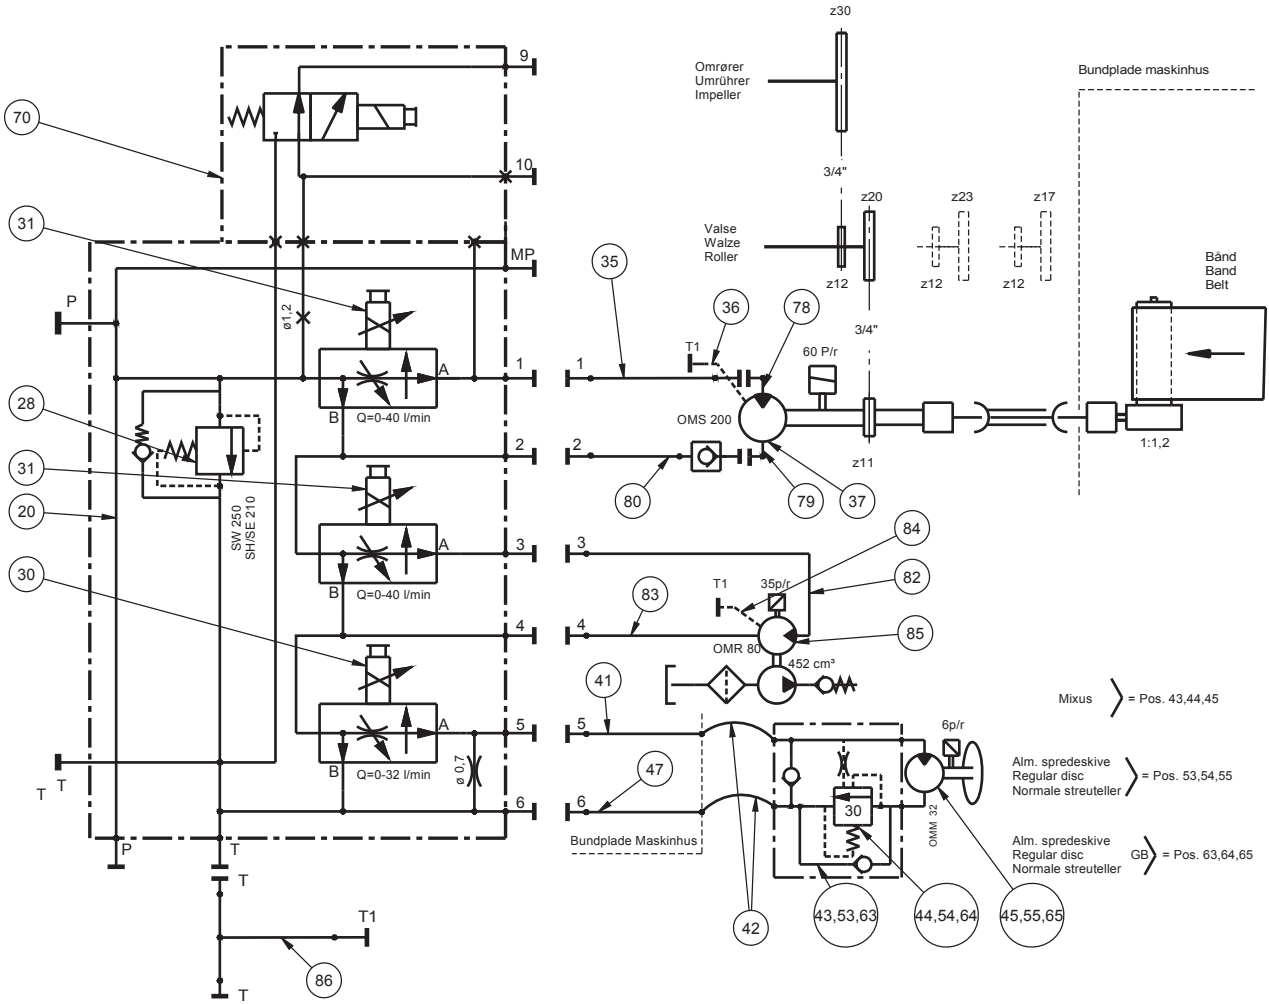 z30
Omrører
Umrührer
Impeller
Bundplade maskinhus
9
70
10
3/4"
31
z20
z23
z17
Valse
Walze
Roller
MP
35
Bånd
Band
Belt
P
ø1,2
36
78
z12
z12
z12
T1
3/4"
60 P/r
1
1
A
28
B
Q=0-40 l/min
OMS 200
1:1,2
2
2
31
z11
80
79
37
20
SW 250
SH/SE 210
84
A
3
3
30
B
Q=0-40 l/min
T1
35p/r
82
83
4
4
85
OMR 80
452 cm³
41
Mixus
= Pos. 43,44,45
A
5
5
6p/r
T
T
B
Q=0-32 l/min
ø 0,7
47
Alm. spredeskive
Regular disc
Normale streuteller
= Pos. 53,54,55
6
6
30
OMM 32
P
T
Bundplade Maskinhus
Alm. spredeskive
Regular disc
Normale streuteller
GB
= Pos. 63,64,65
T
42
43,53,63
44,54,64
45,55,65
T1
86
T